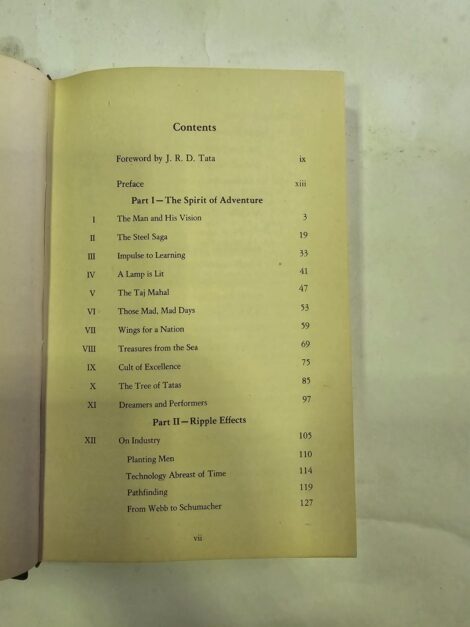 Contents
Foreword by J. R. D. Tata ix
Preface xiii
Part I—The Spirit of Adventure
I The Man and His Vision 3
II The Steel Saga 19
III Impulse to Learning 33
IV A Lamp is Lit 41
V The Taj Mahal 47
VI Those Mad, Mad Days 53
VII Wings for a Nation 59
VIII Treasures from the Sea 69
IX Cult of Excellence 75
X The Tree of Tatas 85
XI Dreamers and Performers 97
Part II—Ripple Effects
XII On Industry 105
Planting Men 110
Technology Abreast of Time 114
Pathfinding 119
From Webb to Schumacher 127
vii